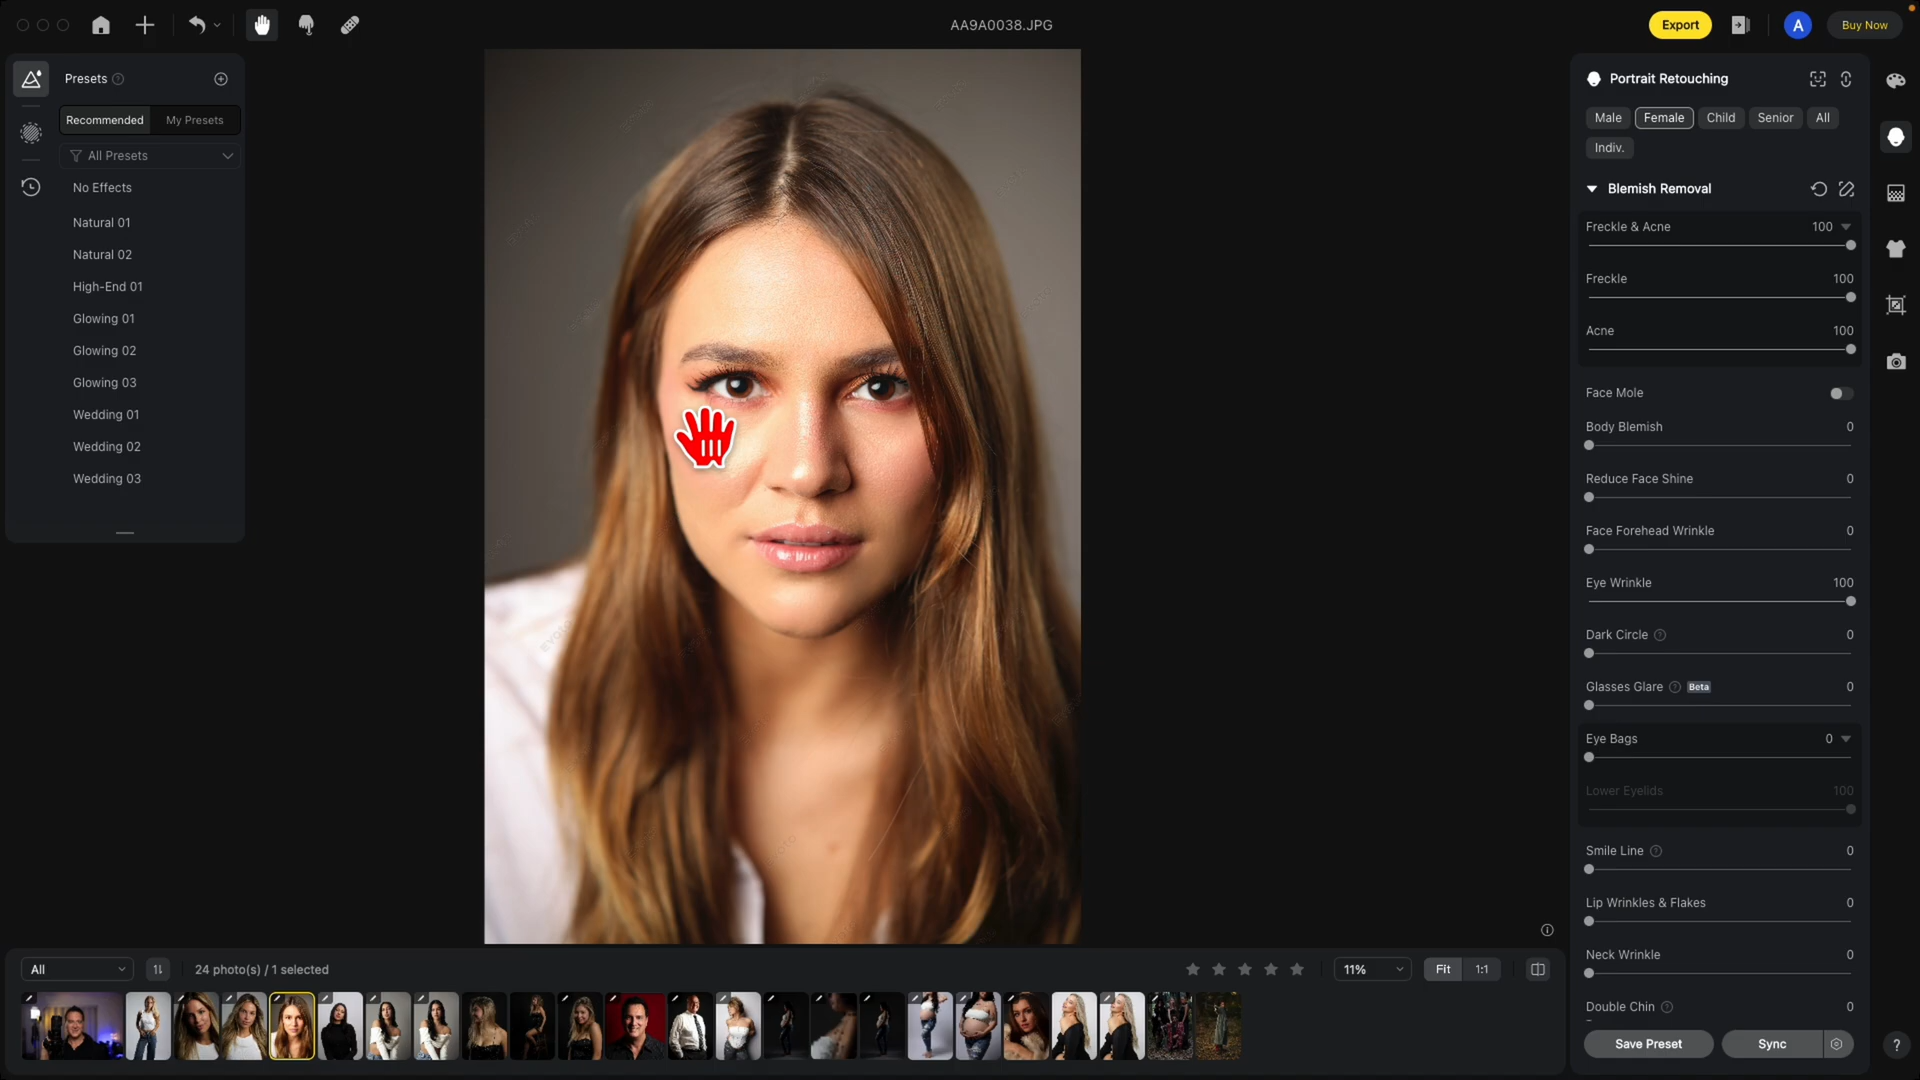 AA9A0038.JPG
Export
A
Buy Now
Presets
Recommended
My Presets
All Presets
No Effects
Natural 01
Natural 02
High-End 01
Glowing 01
Glowing 02
Glowing 03
Wedding 01
Wedding 02
Wedding 03
Portrait Retouching
Male
Female
Child
Senior
All
Indiv.
Blemish Removal
Freckle & Acne 100
Freckle 100
Acne 100
Face Mole
Body Blemish 0
Reduce Face Shine 0
Face Forehead Wrinkle 0
Eye Wrinkle 100
Dark Circle 0
Glasses Glare Beta 0
Eye Bags 0
Lower Eyelids 100
Smile Line 0
Lip Wrinkles & Flakes 0
Neck Wrinkle 0
Double Chin 0
Save Preset
Sync
All
24 photo(s) / 1 selected
11%
Fit
1:1